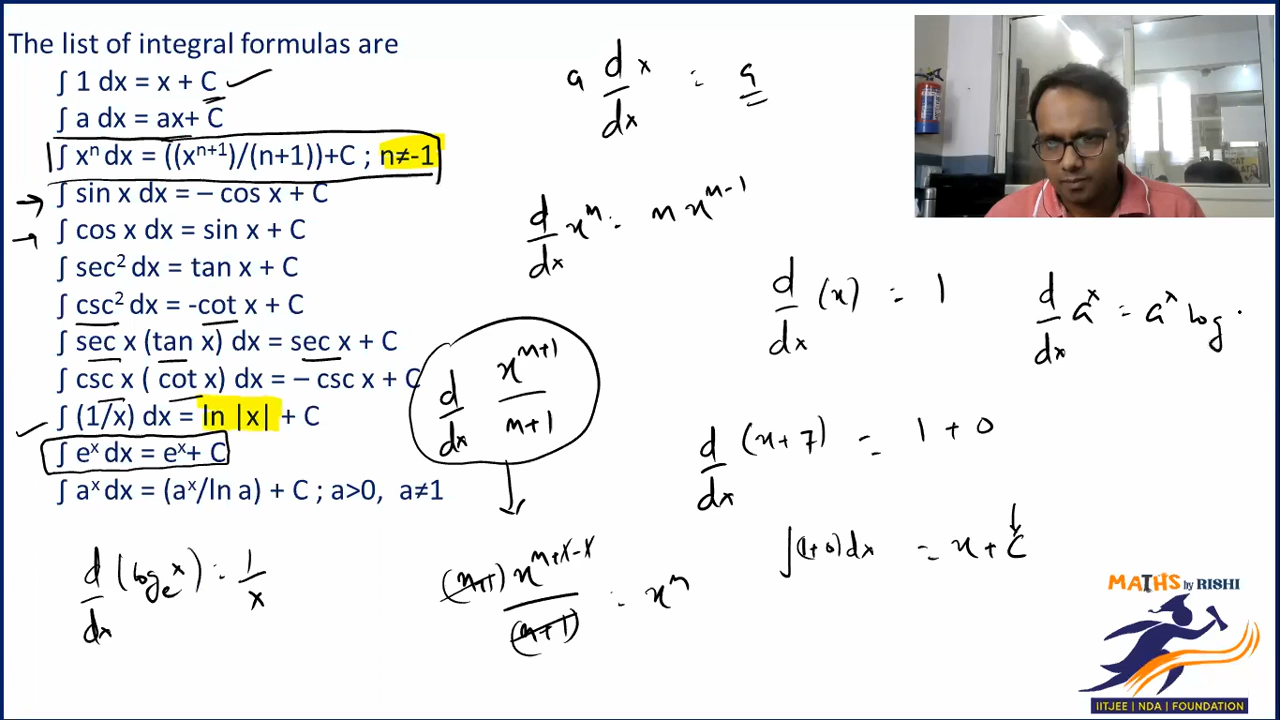 The list of integral formulas are
∫ 1 dx = x + C
∫ a dx = ax+ C
∫ xⁿ dx = ((xⁿ⁺¹)/(n+1))+C ; n≠-1
∫ sin x dx = – cos x + C
∫ cos x dx = sin x + C
∫ sec² dx = tan x + C
∫ csc² dx = -cot x + C
∫ sec x (tan x) dx = sec x + C
∫ csc x ( cot x) dx = – csc x + C
∫ (1/x) dx = ln |x| + C
∫ eˣ dx = eˣ+ C
∫ aˣ dx = (aˣ/ln a) + C ; a>0, a≠1
d/dx (logₑx) = 1/x
a d/dx x = a
d/dx xⁿ = n xⁿ⁻¹
d/dx (x) = 1
d/dx aˣ = aˣ log
d/dx xⁿ⁺¹/n+1
d/dx (x+7) = 1 + 0
∫(1+0)dx = x + C
(n+1) xⁿ⁺¹⁻¹/(n+1) = xⁿ
MATHS by RISHI
IITJEE | NDA | FOUNDATION